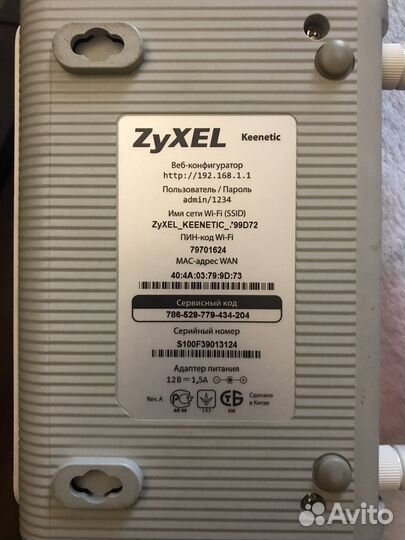 ZyXEL Keenetic
Веб-конфигуратор
http://192.168.1.1
Пользователь / Пароль
admin/1234
Имя сети Wi-Fi (SSID)
ZyXEL_KEENETIC_799D72
ПИН-код Wi-Fi
79701624
MAC-адрес WAN
40:4A:03:79:9D:73
Сервисный код
786-529-779-434-204
Серийный номер
S100F39013124
Адаптер питания
12В 1,5А
Rev. A
Сделано
в Китае
Avito